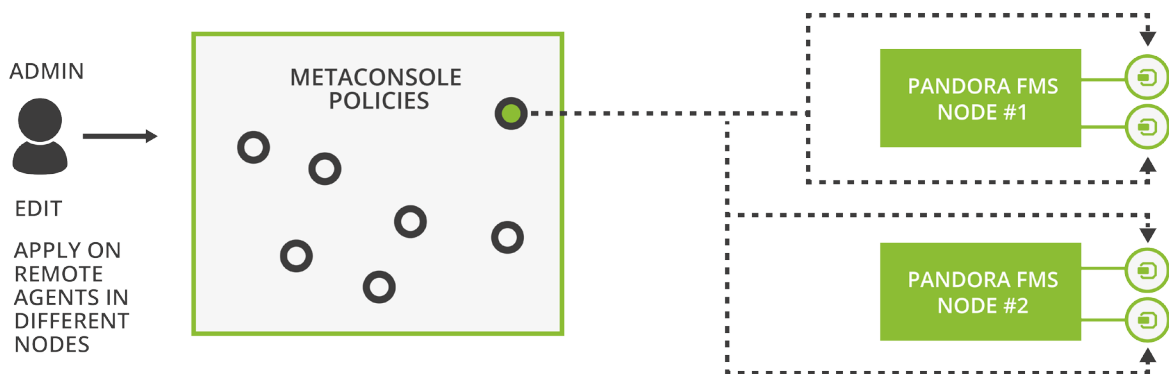 ADMIN
EDIT
APPLY ON
REMOTE
AGENTS IN
DIFFERENT
NODES
METACONSOLE
POLICIES
PANDORA FMS
NODE #1
PANDORA FMS
NODE #2